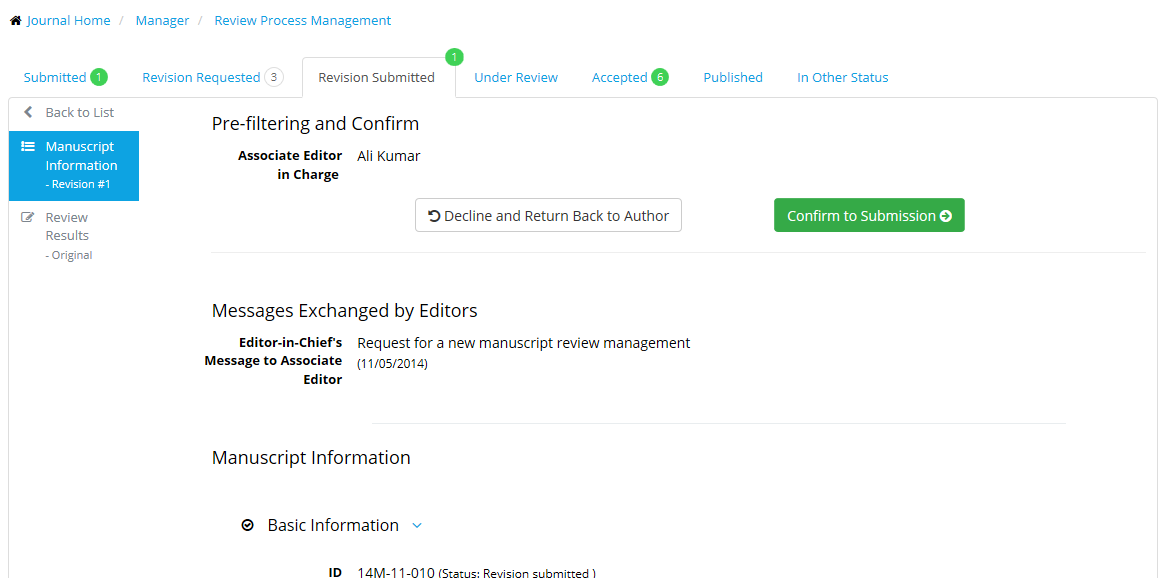 Journal Home / Manager / Review Process Management
1
Submitted 1 Revision Requested 3 Revision Submitted Under Review Accepted 6 Published In Other Status
Back to List
Manuscript
Information
- Revision #1
Review
Results
- Original
Pre-filtering and Confirm
Associate Editor
in Charge
Ali Kumar
Decline and Return Back to Author
Confirm to Submission
Messages Exchanged by Editors
Editor-in-Chief's
Message to Associate
Editor
Request for a new manuscript review management
(11/05/2014)
Manuscript Information
Basic Information
ID 14M-11-010 (Status: Revision submitted )